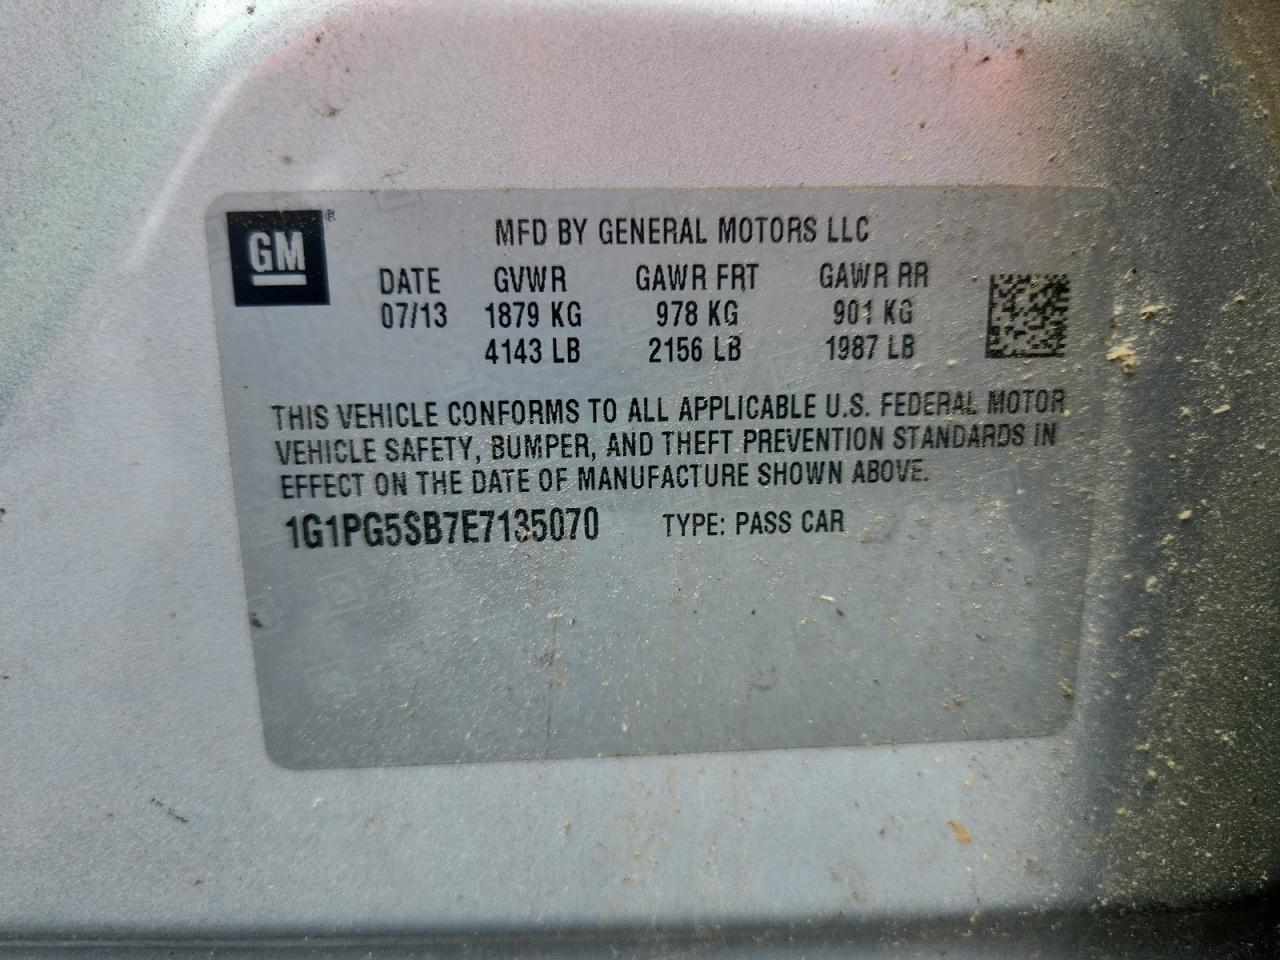 GM ®
MFD BY GENERAL MOTORS LLC
DATE GVWR GAWR FRT GAWR RR
07/13 1879 KG 978 KG 901 KG
4143 LB 2156 LB 1987 LB
THIS VEHICLE CONFORMS TO ALL APPLICABLE U.S. FEDERAL MOTOR
VEHICLE SAFETY, BUMPER, AND THEFT PREVENTION STANDARDS IN
EFFECT ON THE DATE OF MANUFACTURE SHOWN ABOVE.
1G1PG5SB7E7135070 TYPE: PASS CAR